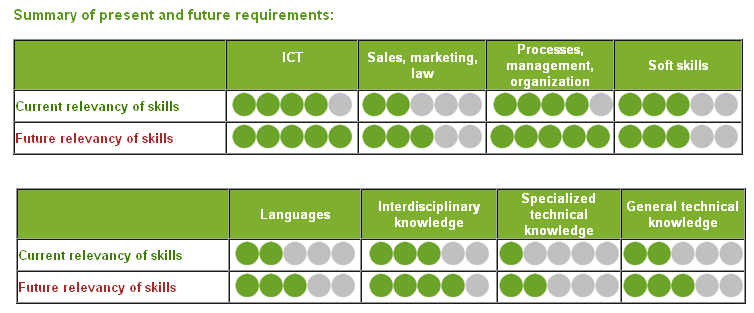 Summary of present and future requirements:
ICT
Sales, marketing,
law
Processes,
management,
organization
Soft skills
Current relevancy of skills
Future relevancy of skills
Languages
Interdisciplinary
knowledge
Specialized
technical
knowledge
General technical
knowledge
Current relevancy of skills
Future relevancy of skills